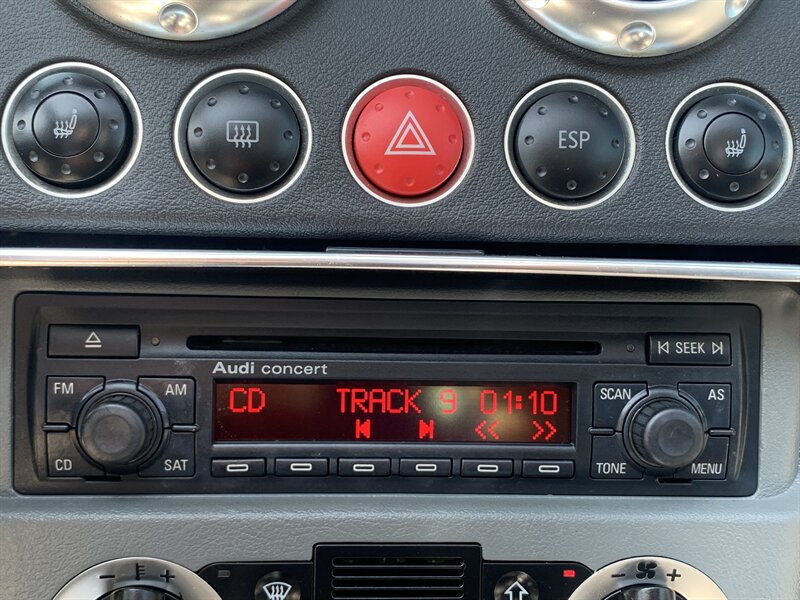 ESP
Audi concert
SEEK
FM
AM
CD TRACK 9 01:10
SCAN
AS
CD
SAT
TONE
MENU